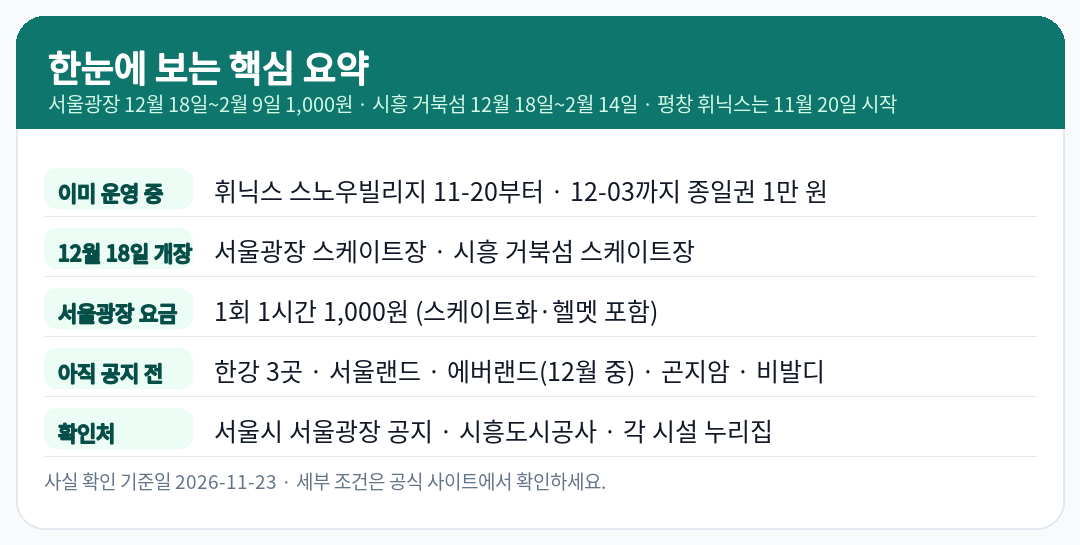 한눈에 보는 핵심 요약
서울광장 12월 18일~2월 9일 1,000원 · 시흥 거북섬 12월 18일~2월 14일 · 평창 휘닉스는 11월 20일 시작
이미 운영 중 휘닉스 스노우빌리지 11-20부터 · 12-03까지 종일권 1만 원
12월 18일 개장 서울광장 스케이트장 · 시흥 거북섬 스케이트장
서울광장 요금 1회 1시간 1,000원 (스케이트화·헬멧 포함)
아직 공지 전 한강 3곳 · 서울랜드 · 에버랜드(12월 중) · 곤지암 · 비발디
확인처 서울시 서울광장 공지 · 시흥도시공사 · 각 시설 누리집
사실 확인 기준일 2026-11-23 · 세부 조건은 공식 사이트에서 확인하세요.